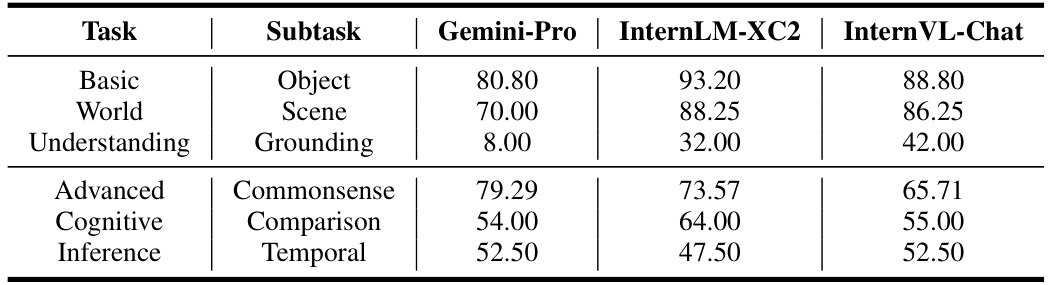 Task Subtask Gemini-Pro InternLM-XC2 InternVL-Chat
Basic Object 80.80 93.20 88.80
World Scene 70.00 88.25 86.25
Understanding Grounding 8.00 32.00 42.00
Advanced Commonsense 79.29 73.57 65.71
Cognitive Comparison 54.00 64.00 55.00
Inference Temporal 52.50 47.50 52.50